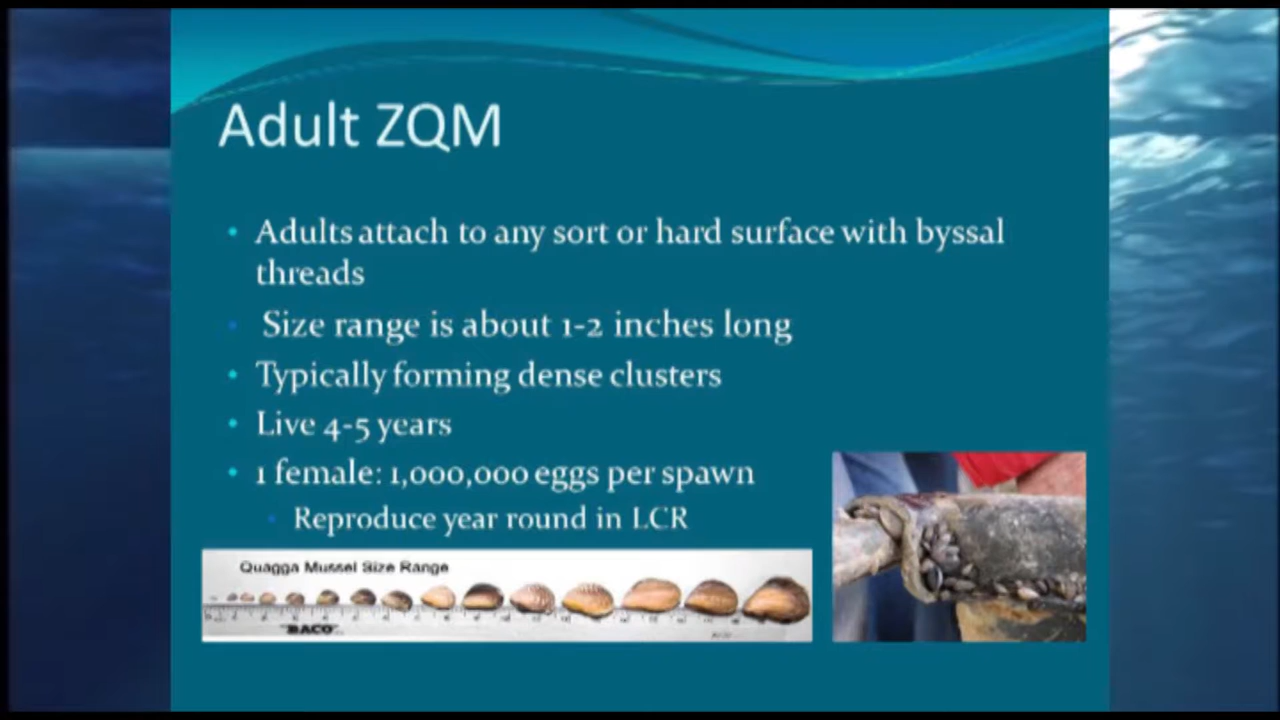 Adult ZQM
Adults attach to any sort or hard surface with byssal
threads
Size range is about 1-2 inches long
Typically forming dense clusters
Live 4-5 years
1 female: 1,000,000 eggs per spawn
Reproduce year round in LCR
Quagga Mussel Size Range
"BACO"